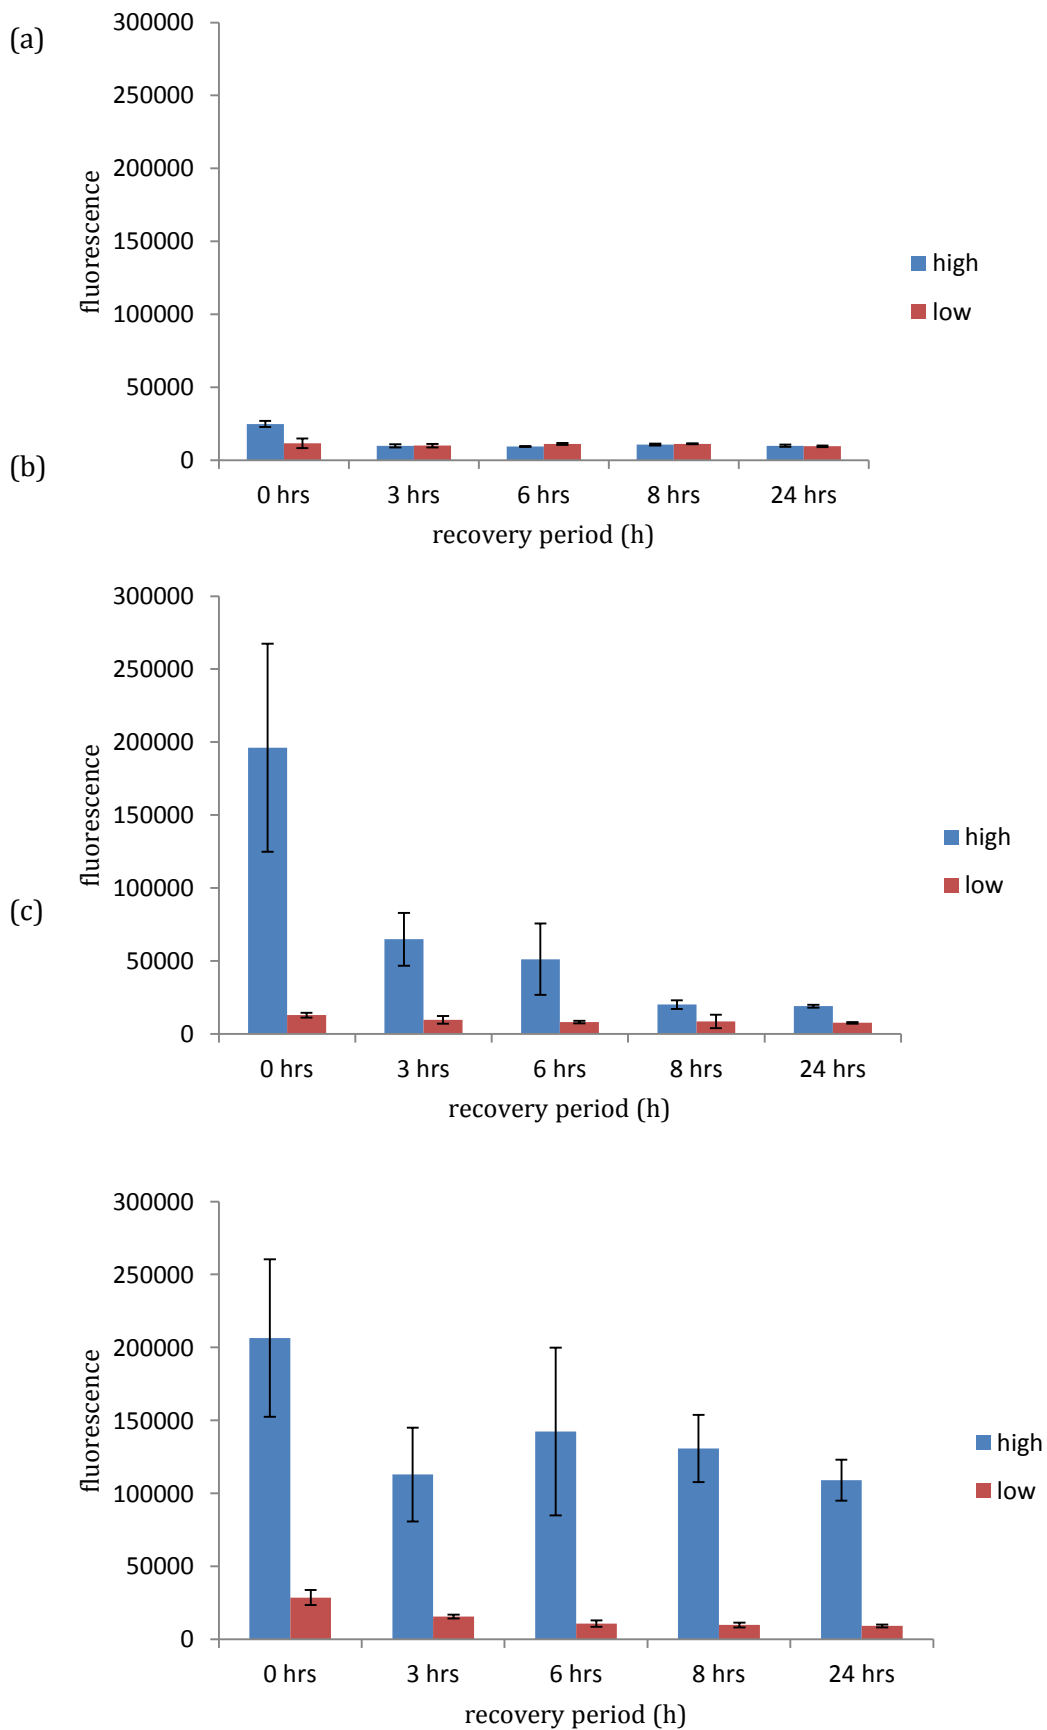 (a)
300000
250000
200000
150000
100000
50000
0
fluorescence
0 hrs 3 hrs 6 hrs 8 hrs 24 hrs
recovery period (h)
high
low
(b)
300000
250000
200000
150000
100000
50000
0
fluorescence
0 hrs 3 hrs 6 hrs 8 hrs 24 hrs
recovery period (h)
high
low
(c)
300000
250000
200000
150000
100000
50000
0
fluorescence
0 hrs 3 hrs 6 hrs 8 hrs 24 hrs
recovery period (h)
high
low